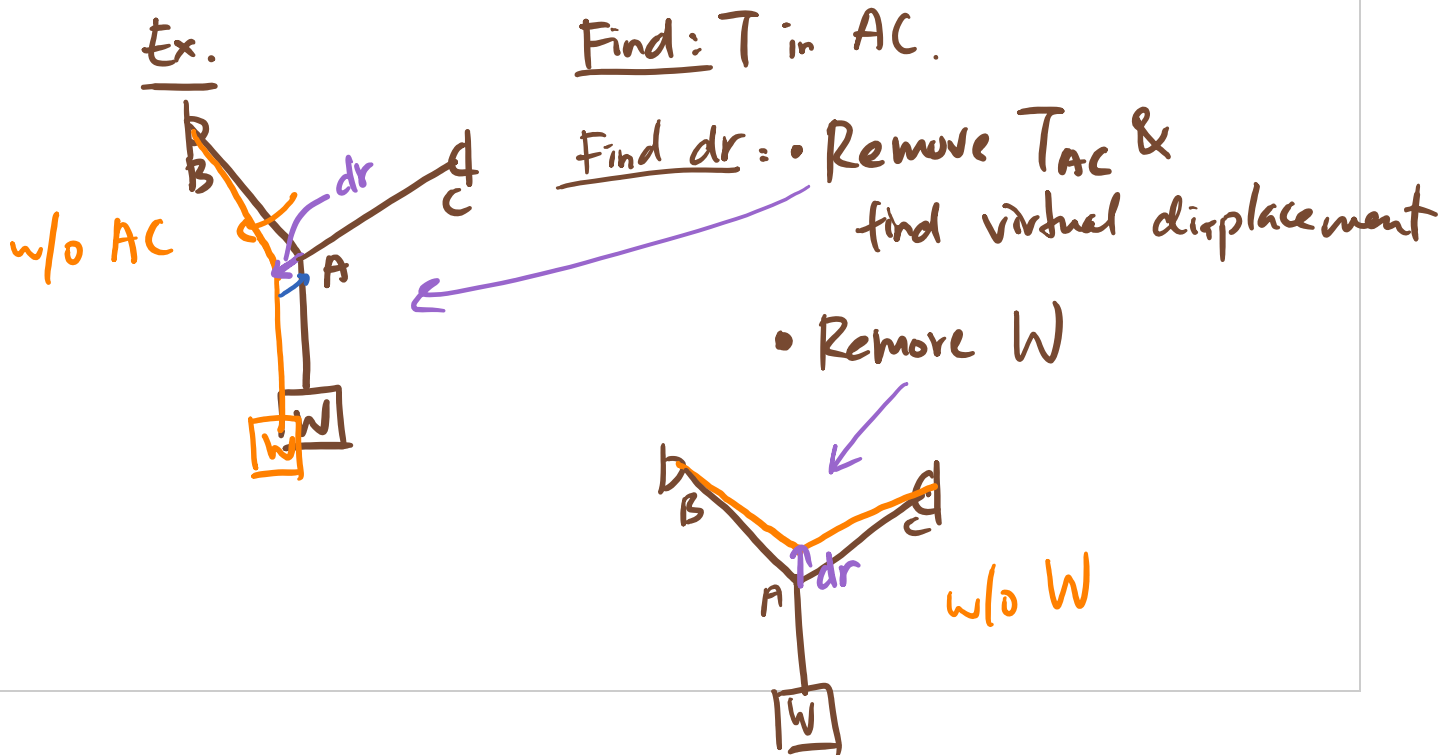 Ex.
Find: T in AC.
Find dr: • Remove T_AC &
find virtual displacement
B
dr
C
w/o AC
A
• Remove W
W
W
B
C
dr
A
w/o W
W